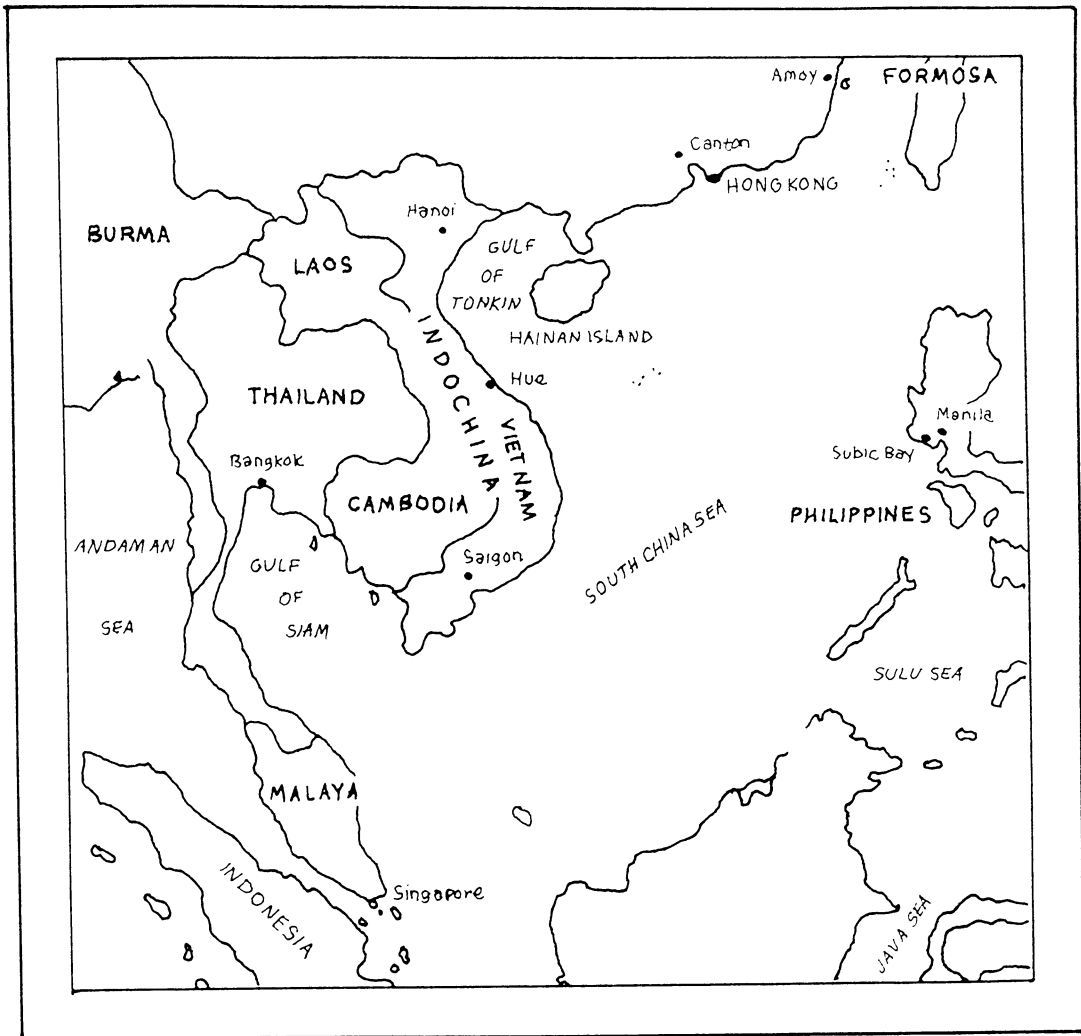 Amoy
FORMOSA
Canton
HONG KONG
Hanoi
BURMA
GULF
OF
TONKIN
LAOS
HAINAN ISLAND
INDOCHINA
Hue
THAILAND
VIETNAM
Manila
Subic Bay
Bangkok
CAMBODIA
PHILIPPINES
SOUTH CHINA SEA
ANDAMAN
SEA
GULF
OF
SIAM
Saigon
SULU SEA
MALAYA
Singapore
INDONESIA
JAVA SEA